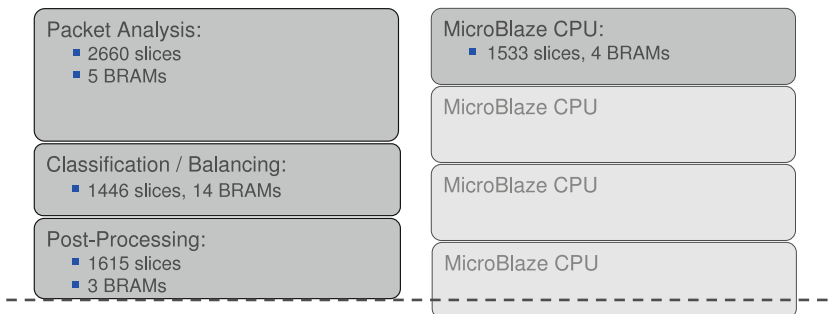 Packet Analysis:
2660 slices
5 BRAMs
Classification / Balancing:
1446 slices, 14 BRAMs
Post-Processing:
1615 slices
3 BRAMs
MicroBlaze CPU:
1533 slices, 4 BRAMs
MicroBlaze CPU
MicroBlaze CPU
MicroBlaze CPU